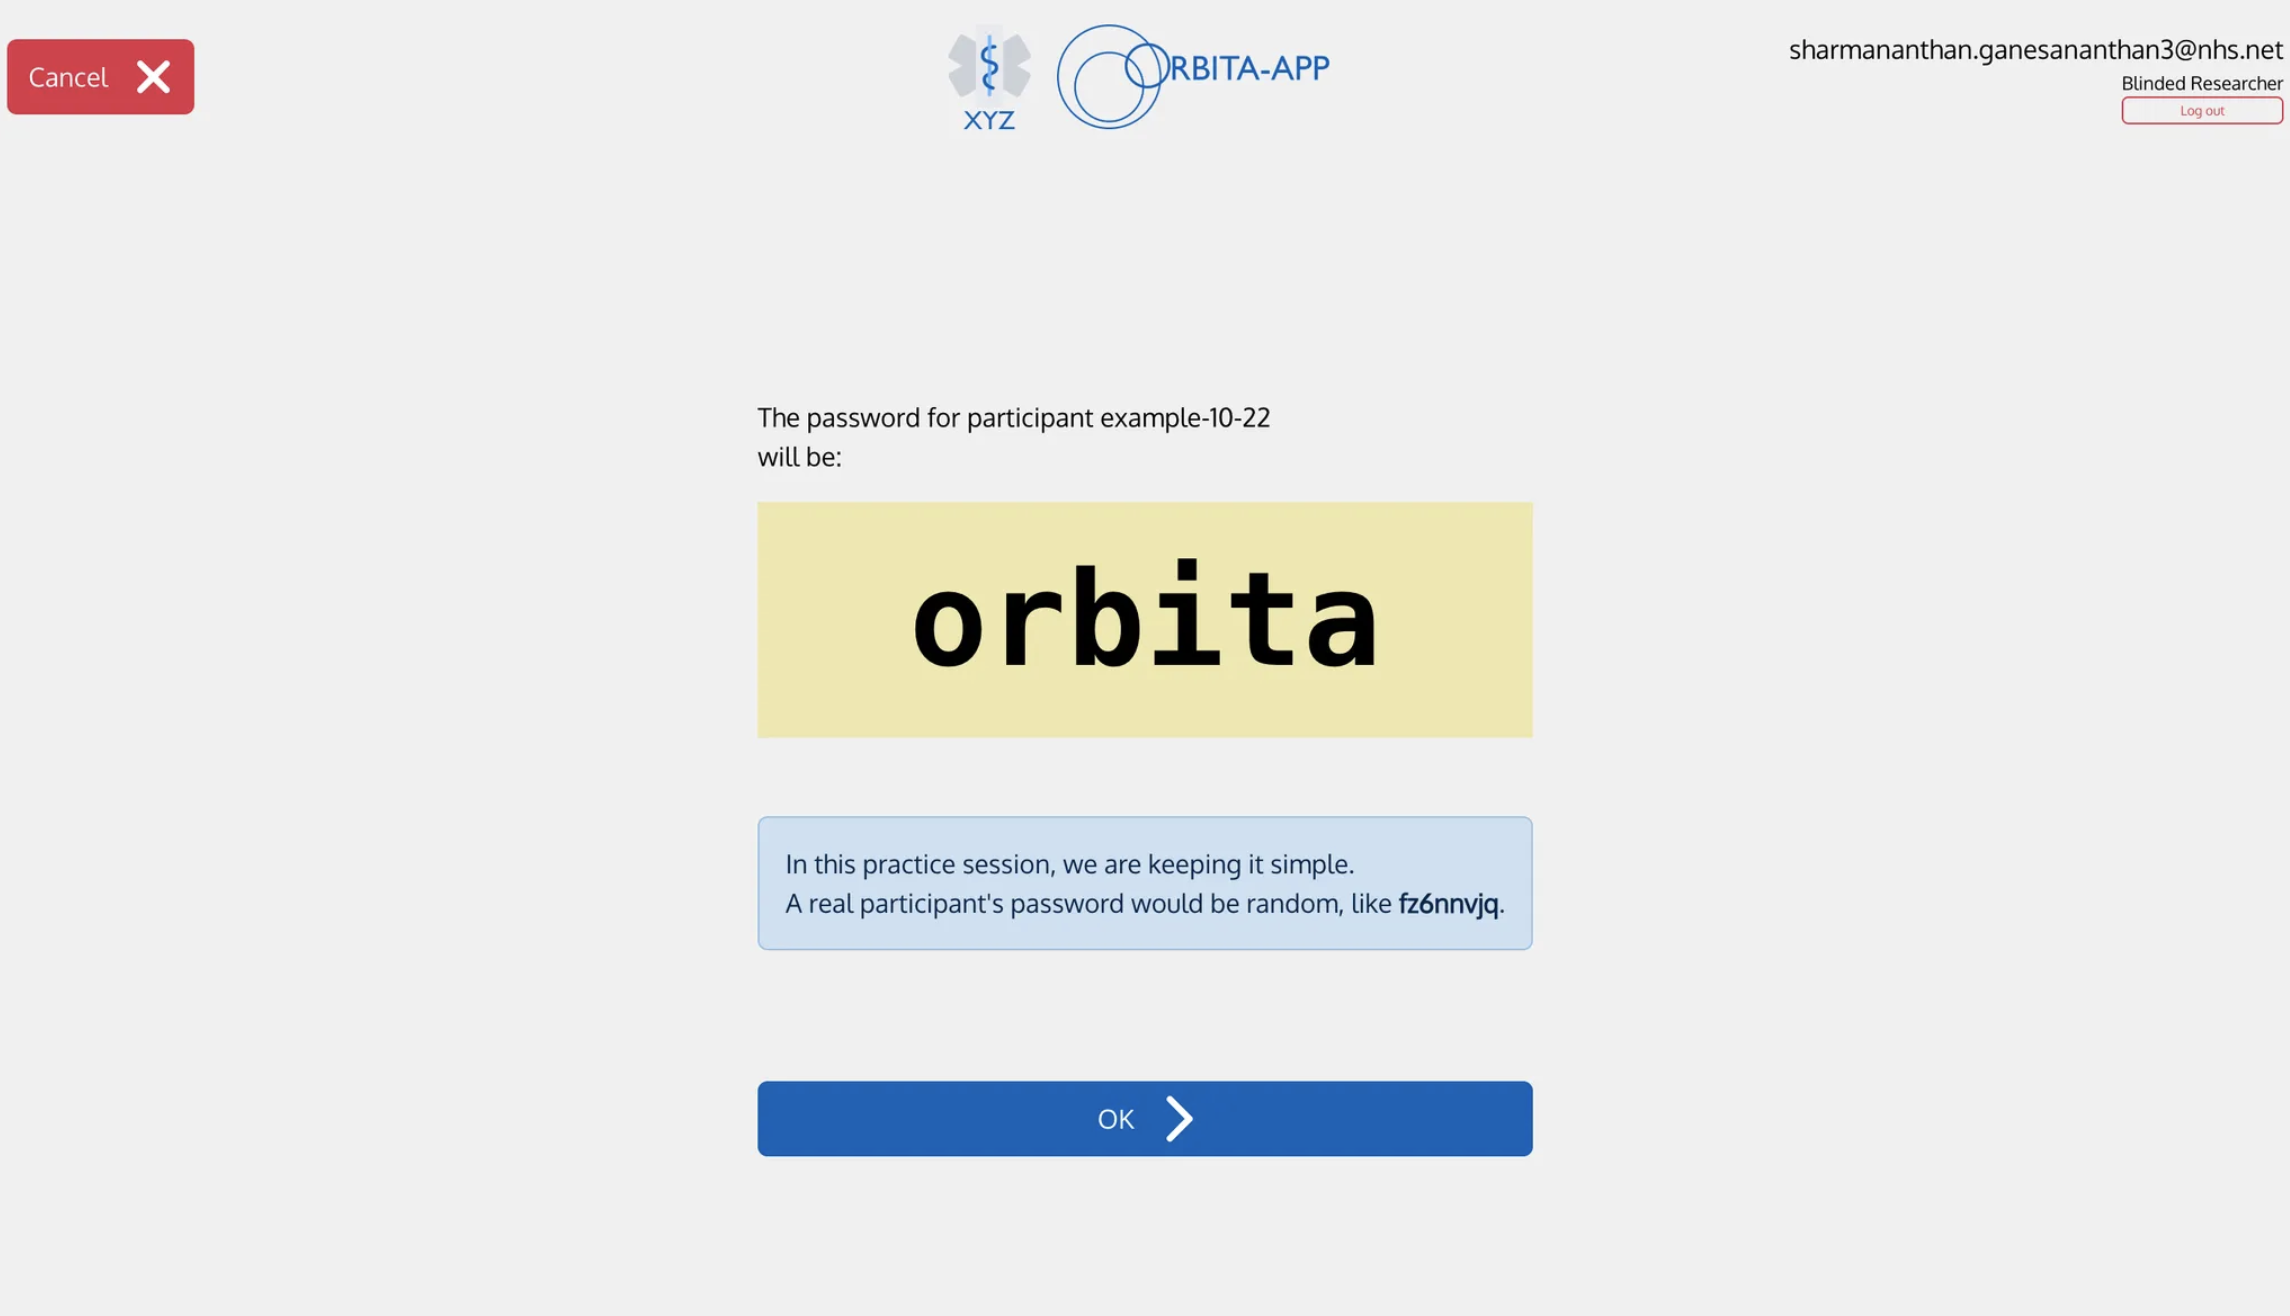 Cancel
XYZ
ORBITA-APP
sharmananthan.ganesananthan3@nhs.net
Blinded Researcher
Log out
The password for participant example-10-22
will be:
orbita
In this practice session, we are keeping it simple.
A real participant's password would be random, like fz6nnvjq.
OK